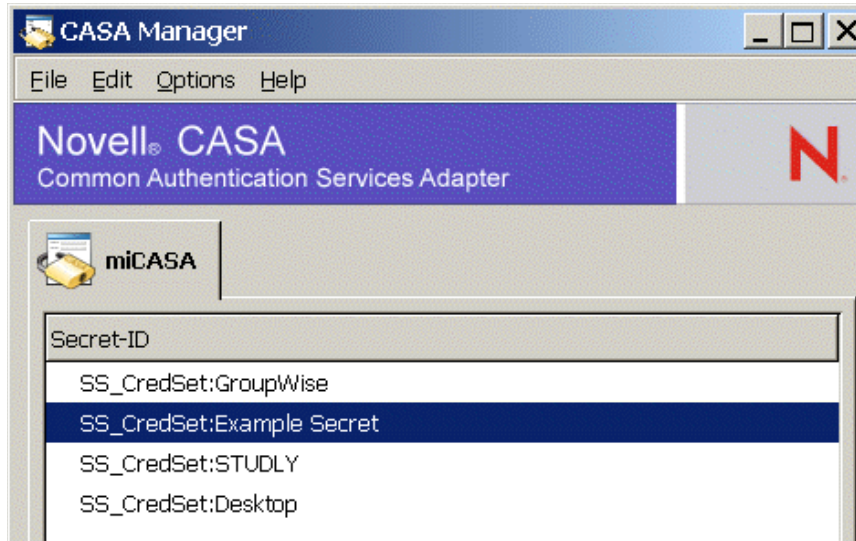 CASA Manager
File Edit Options Help
Novell® CASA
Common Authentication Services Adapter
N.
miCASA
Secret-ID
SS_CredSet:GroupWise
SS_CredSet:Example Secret
SS_CredSet:STUDLY
SS_CredSet:Desktop